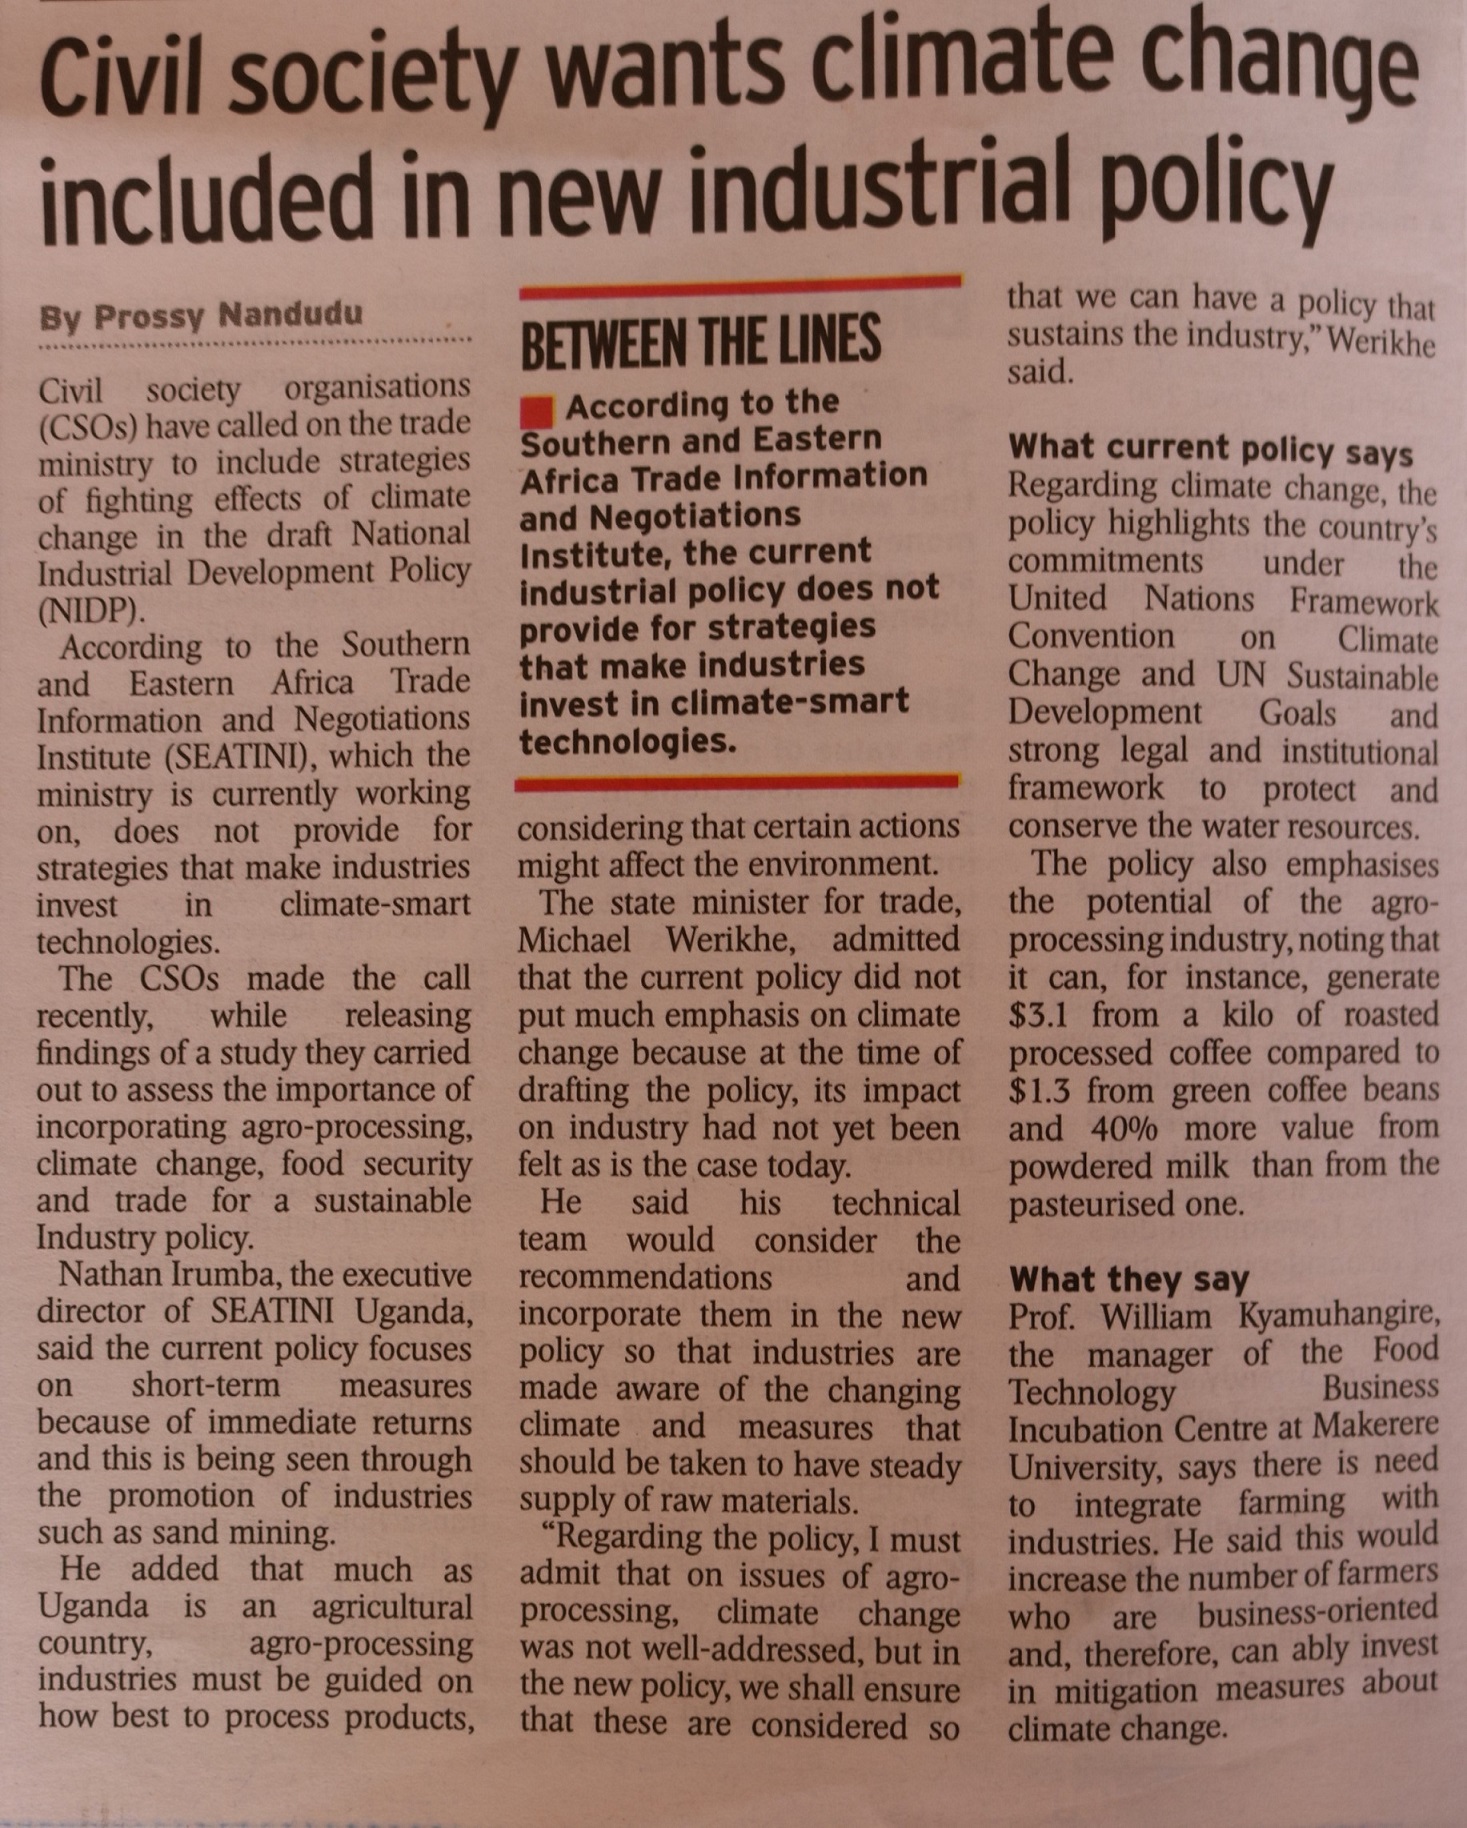 Civil society wants climate change
included in new industrial policy
By Prossy Nandudu
Civil society organisations
(CSOs) have called on the trade
ministry to include strategies
of fighting effects of climate
change in the draft National
Industrial Development Policy
(NIDP).
According to the Southern
and Eastern Africa Trade
Information and Negotiations
Institute (SEATINI), which the
ministry is currently working
on, does not provide for
strategies that make industries
invest in climate-smart
technologies.
The CSOs made the call
recently, while releasing
findings of a study they carried
out to assess the importance of
incorporating agro-processing,
climate change, food security
and trade for a sustainable
Industry policy.
Nathan Irumba, the executive
director of SEATINI Uganda,
said the current policy focuses
on short-term measures
because of immediate returns
and this is being seen through
the promotion of industries
such as sand mining.
He added that much as
Uganda is an agricultural
country, agro-processing
industries must be guided on
how best to process products,
BETWEEN THE LINES
According to the
Southern and Eastern
Africa Trade Information
and Negotiations
Institute, the current
industrial policy does not
provide for strategies
that make industries
invest in climate-smart
technologies.
considering that certain actions
might affect the environment.
The state minister for trade,
Michael Werikhe, admitted
that the current policy did not
put much emphasis on climate
change because at the time of
drafting the policy, its impact
on industry had not yet been
felt as is the case today.
He said his technical
team would consider the
recommendations and
incorporate them in the new
policy so that industries are
made aware of the changing
climate and measures that
should be taken to have steady
supply of raw materials.
“Regarding the policy, I must
admit that on issues of agro-
processing, climate change
was not well-addressed, but in
the new policy, we shall ensure
that these are considered so
that we can have a policy that
sustains the industry,” Werikhe
said.
What current policy says
Regarding climate change, the
policy highlights the country’s
commitments under the
United Nations Framework
Convention on Climate
Change and UN Sustainable
Development Goals and
strong legal and institutional
framework to protect and
conserve the water resources.
The policy also emphasises
the potential of the agro-
processing industry, noting that
it can, for instance, generate
$3.1 from a kilo of roasted
processed coffee compared to
$1.3 from green coffee beans
and 40% more value from
powdered milk than from the
pasteurised one.
What they say
Prof. William Kyamuhangire,
the manager of the Food
Technology Business
Incubation Centre at Makerere
University, says there is need
to integrate farming with
industries. He said this would
increase the number of farmers
who are business-oriented
and, therefore, can ably invest
in mitigation measures about
climate change.